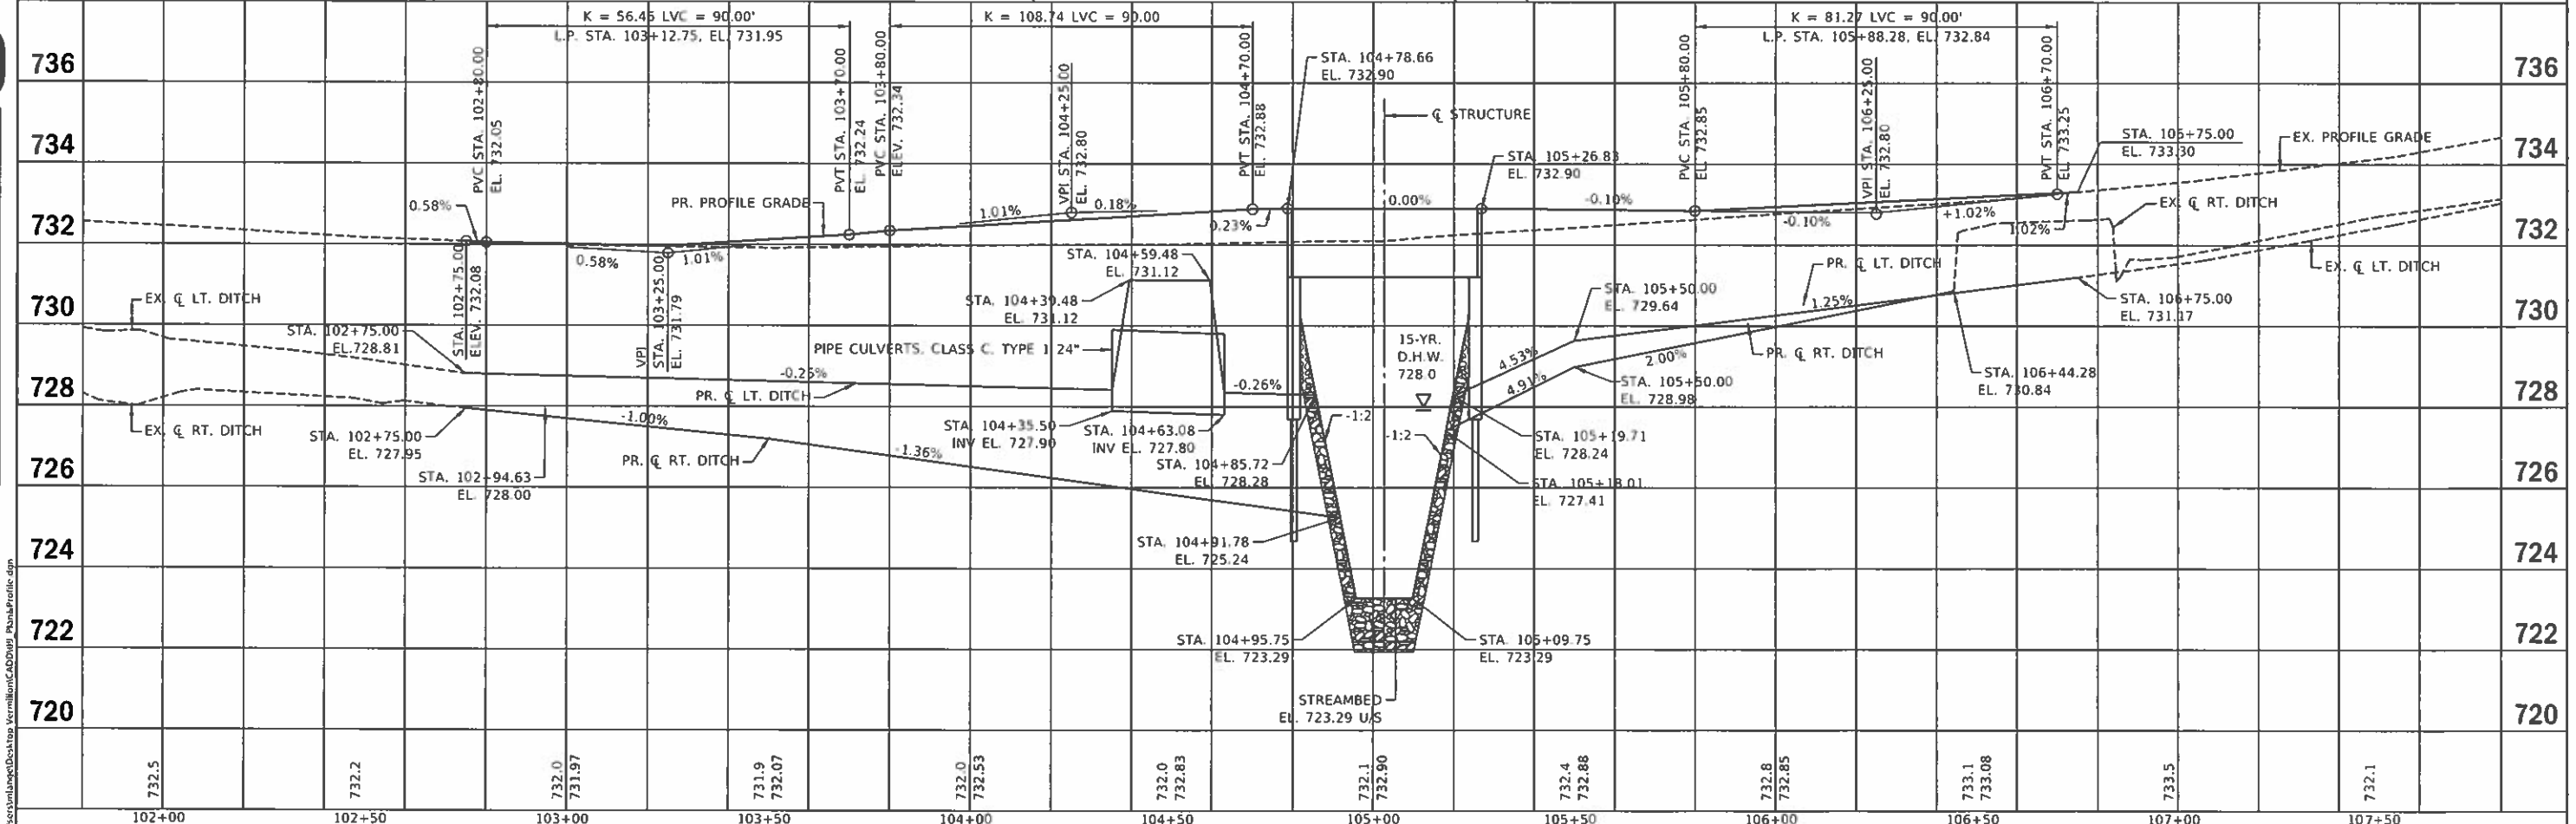 K = 56.45 LVC = 90.00'
L.P. STA. 103+12.75, EL. 731.95
K = 108.74 LVC = 90.00
K = 81.27 LVC = 90.00'
L.P. STA. 105+88.28, EL. 732.84
736
734
732
730
728
726
724
722
720
736
734
732
730
728
726
724
722
720
PVC STA. 102+80.00
EL. 732.05
PVT STA. 103+70.00
EL. 732.24
PVC STA. 103+80.00
ELEV. 732.34
VPI STA. 104+25.00
EL. 732.80
PVT STA. 104+70.00
EL. 732.88
STA. 104+78.66
EL. 732.90
℄ STRUCTURE
STA. 105+26.83
EL. 732.90
PVC STA. 105+80.00
EL. 732.85
VPI STA. 106+25.00
EL. 732.80
PVT STA. 106+70.00
EL. 733.25
STA. 106+75.00
EL. 733.30
EX. PROFILE GRADE
0.58%
PR. PROFILE GRADE
1.01%
0.18%
0.23%
0.00%
-0.10%
-0.10%
+1.02%
1.02%
EX. ℄ RT. DITCH
STA. 102+75.00
ELEV. 732.08
0.58%
1.01%
VPI
STA. 103+25.00
EL. 731.79
STA. 104+59.48
EL. 731.12
STA. 104+39.48
EL. 731.12
PR. ℄ LT. DITCH
EX. ℄ LT. DITCH
EX. ℄ LT. DITCH
STA. 102+75.00
EL.728.81
PIPE CULVERTS, CLASS C, TYPE 1 24"
15-YR.
D.H.W.
728.0
STA. 105+50.00
EL. 729.64
1.25%
STA. 106+75.00
EL. 731.17
4.53%
2.00%
PR. ℄ RT. DITCH
4.91%
STA. 106+44.28
EL. 730.84
STA. 105+50.00
EL. 728.98
-0.26%
PR. ℄ LT. DITCH
-0.26%
EX. ℄ RT. DITCH
STA. 102+75.00
EL. 727.95
-1.00%
STA. 104+35.50
INV EL. 727.90
STA. 104+63.08
INV EL. 727.80
-1:2
-1:2
STA. 105+19.71
EL. 728.24
PR. ℄ RT. DITCH
-1.36%
STA. 102+94.63
EL. 728.00
STA. 104+85.72
EL. 728.28
STA. 105+18.01
EL. 727.41
STA. 104+91.78
EL. 725.24
STA. 104+95.75
EL. 723.29
STA. 105+09.75
EL. 723.29
STREAMBED
EL. 723.29 U/S
732.5
732.2
732.0
731.97
731.9
732.07
732.0
732.53
732.0
732.83
732.1
732.90
732.4
732.88
732.8
732.85
733.1
733.08
733.5
732.1
102+00
102+50
103+00
103+50
104+00
104+50
105+00
105+50
106+00
106+50
107+00
107+50